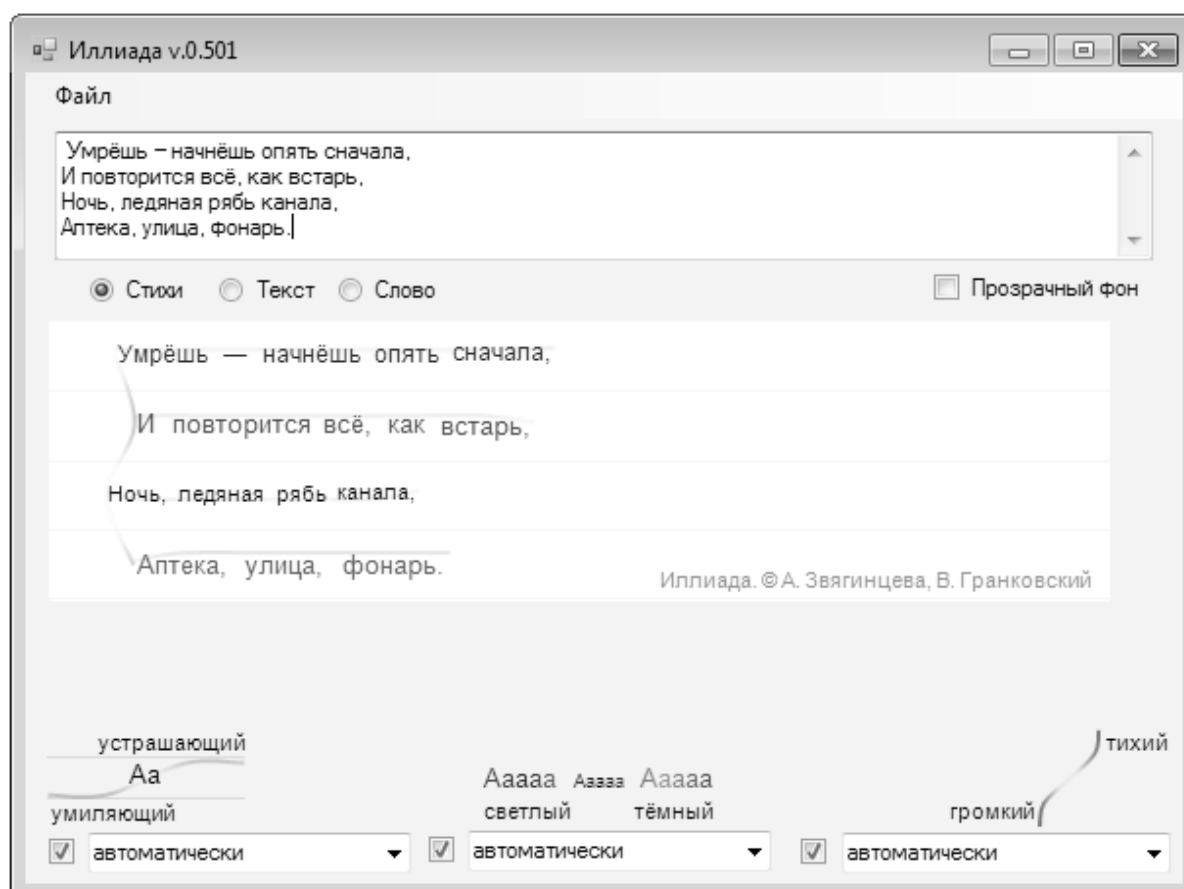 Иллиада v.0.501
Файл
Умрёшь – начнёшь опять сначала,
И повторится всё, как встарь,
Ночь, ледяная рябь канала,
Аптека, улица, фонарь.
Стихи Текст Слово Прозрачный фон
Умрёшь — начнёшь опять сначала,
И повторится всё, как встарь,
Ночь, ледяная рябь канала,
Аптека, улица, фонарь.
Иллиада. © А. Звягинцева, В. Гранковский
устрашающий тихий
Аа Ааааа Ааааа Ааааа
умиляющий светлый тёмный громкий
автоматически автоматически автоматически